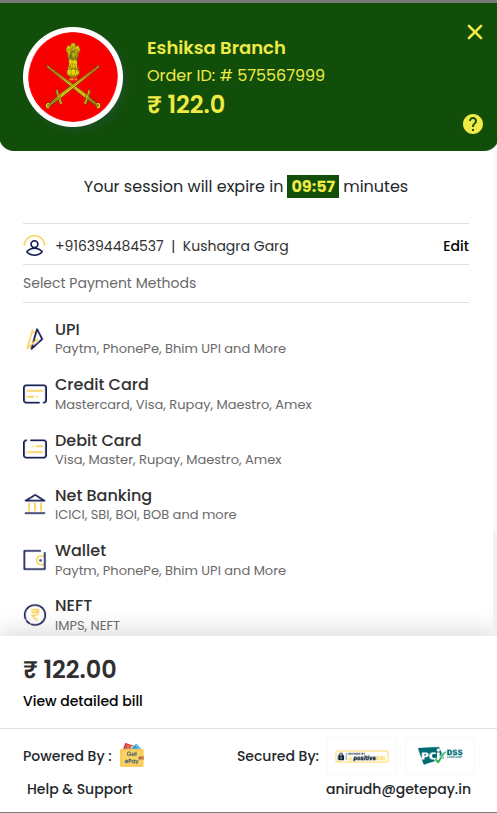 Eshiksa Branch
Order ID: # 575567999
₹ 122.0
?
Your session will expire in 09:57 minutes
+916394484537 | Kushagra Garg Edit
Select Payment Methods
UPI
Paytm, PhonePe, Bhim UPI and More
Credit Card
Mastercard, Visa, Rupay, Maestro, Amex
Debit Card
Visa, Master, Rupay, Maestro, Amex
Net Banking
ICICI, SBI, BOI, BOB and more
Wallet
Paytm, PhonePe, Bhim UPI and More
NEFT
IMPS, NEFT
₹ 122.00
View detailed bill
Powered By : Get ePay Secured By: positiveSSL PCI DSS
Help & Support anirudh@getepay.in